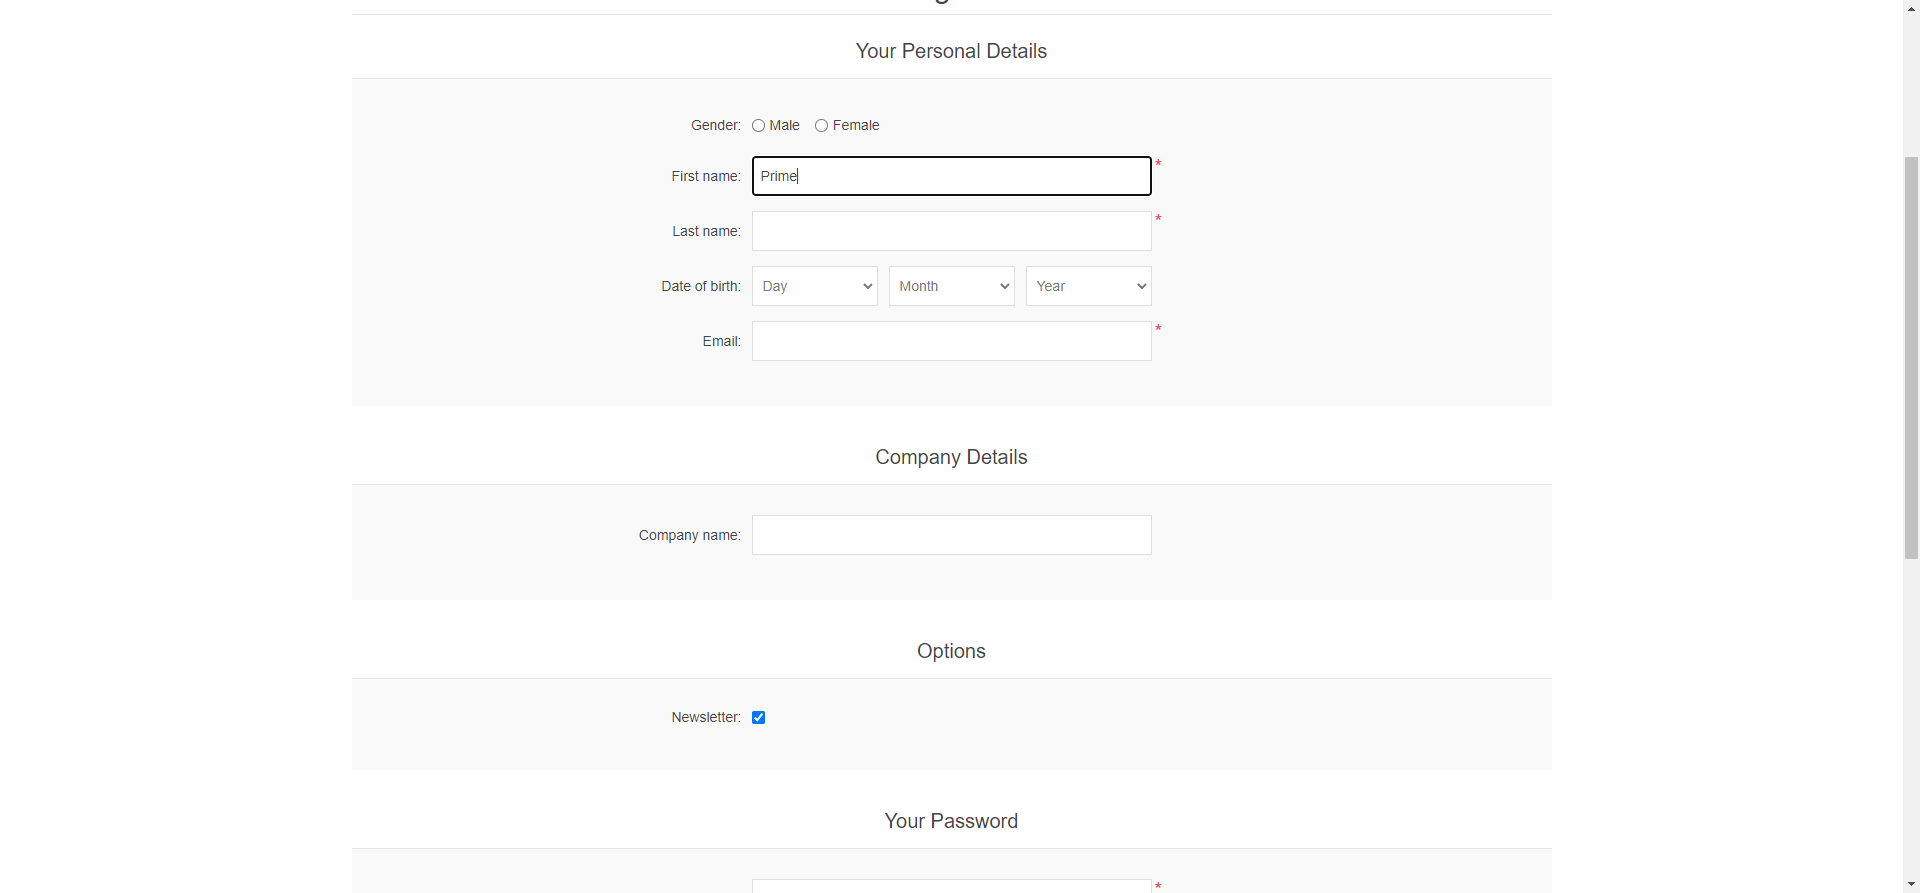 Your Personal Details
Gender: Male Female
First name: Prime *
Last name: *
Date of birth: Day Month Year
Email: *
Company Details
Company name:
Options
Newsletter:
Your Password
*